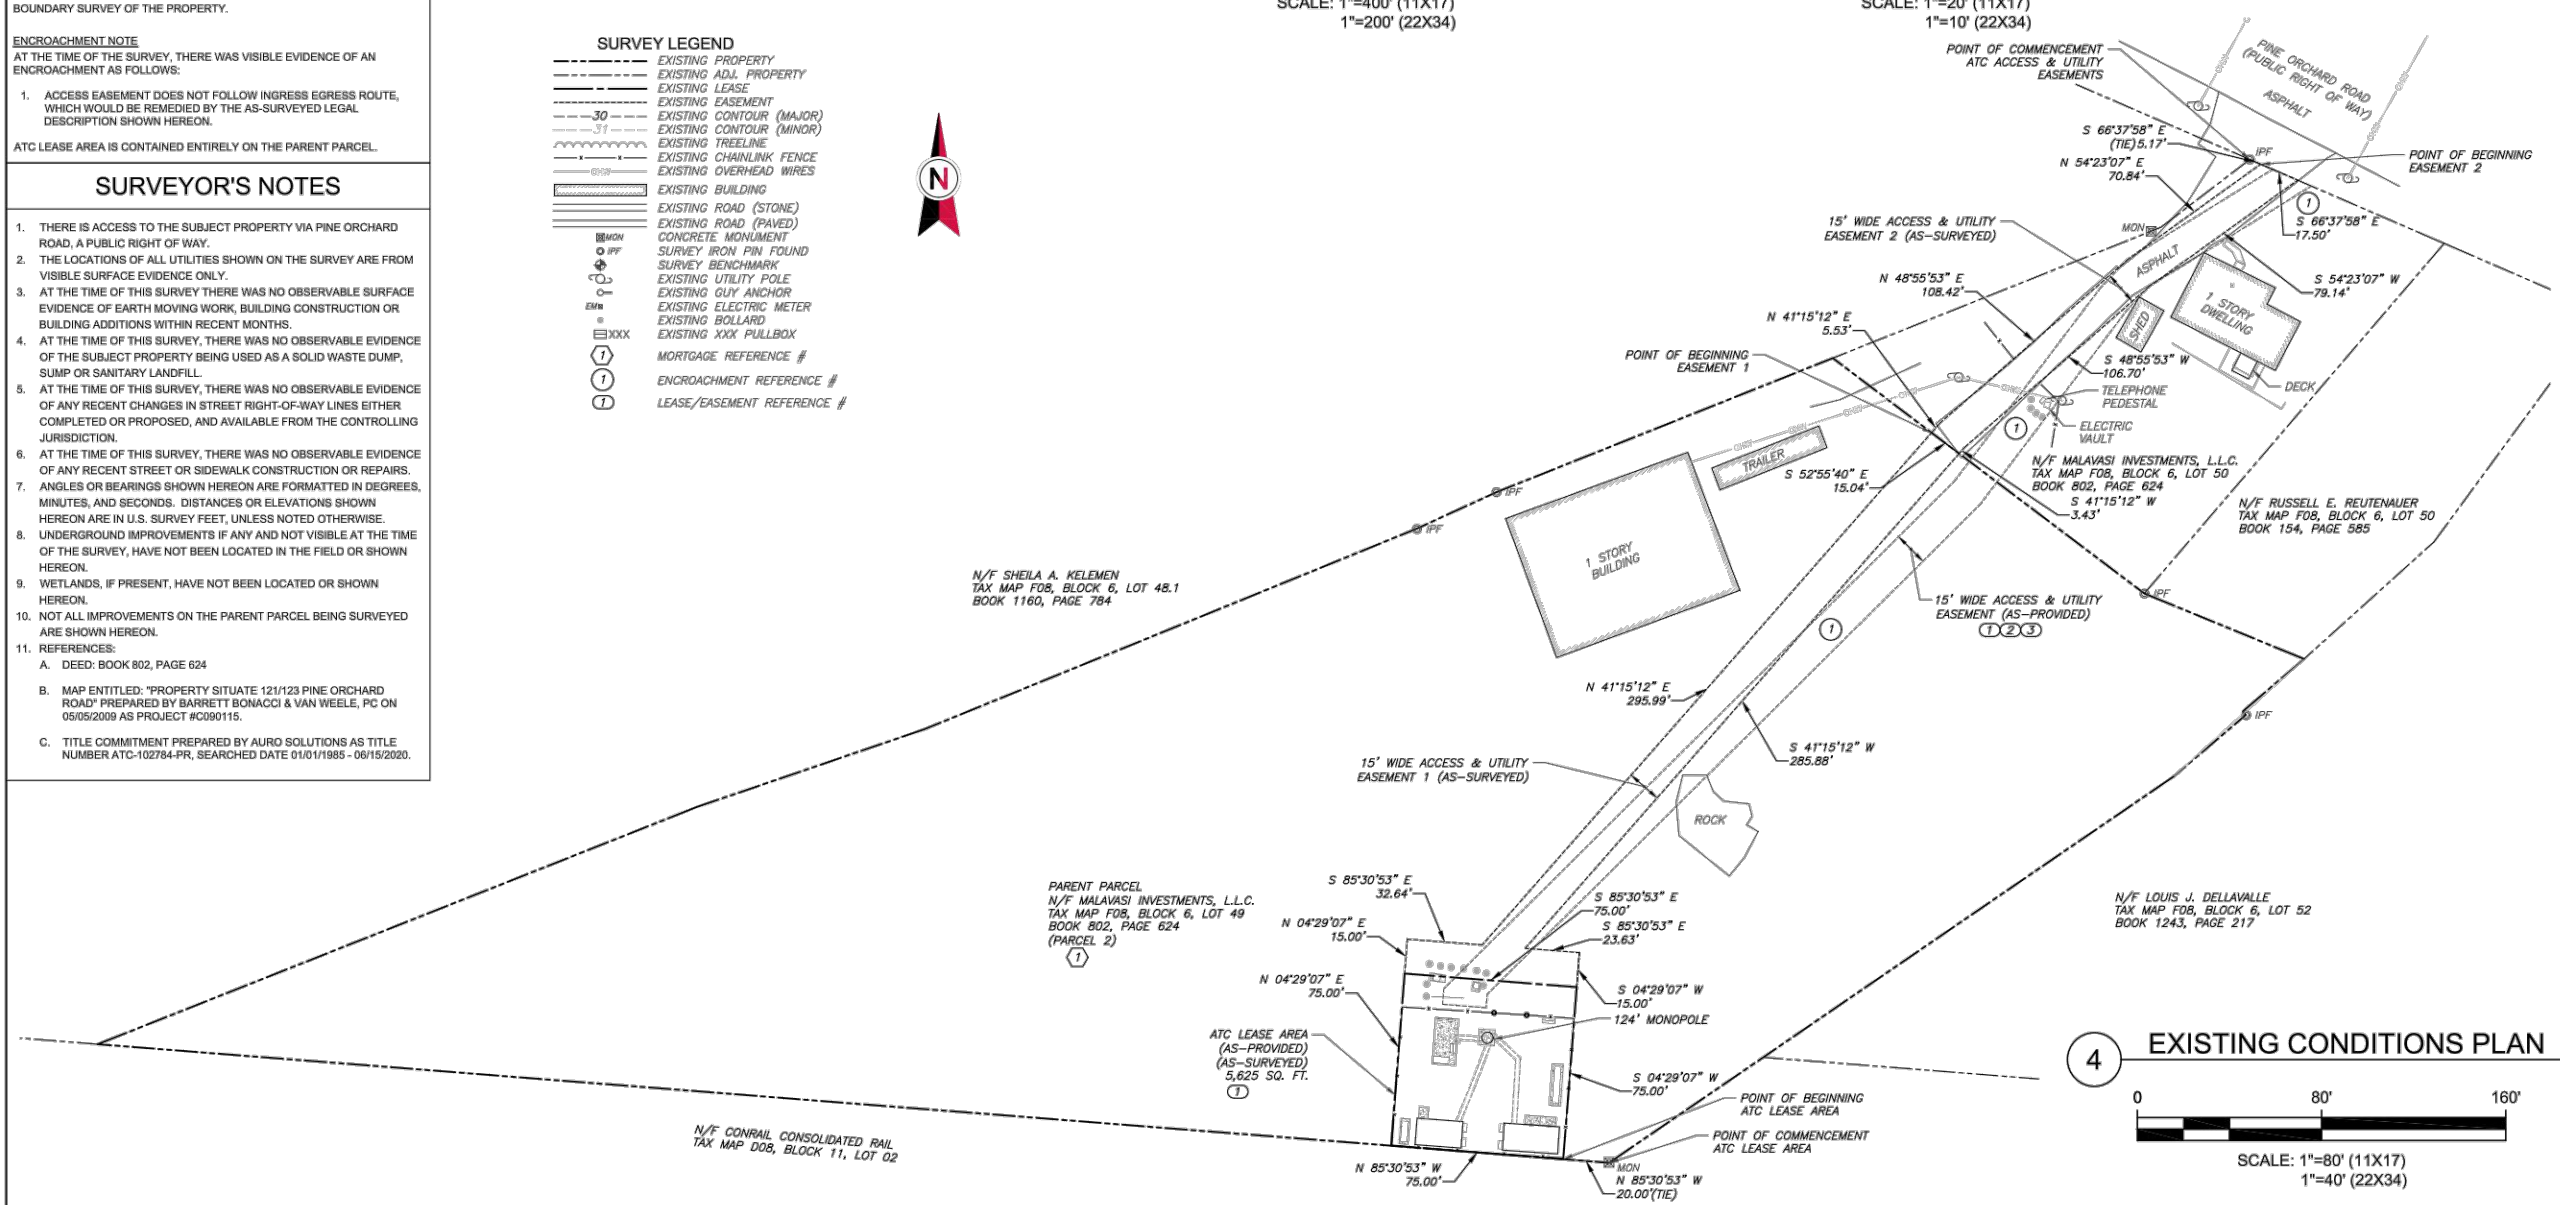 BOUNDARY SURVEY OF THE PROPERTY.
ENCROACHMENT NOTE
AT THE TIME OF THE SURVEY, THERE WAS VISIBLE EVIDENCE OF AN
ENCROACHMENT AS FOLLOWS:
1. ACCESS EASEMENT DOES NOT FOLLOW INGRESS EGRESS ROUTE,
WHICH WOULD BE REMEDIED BY THE AS-SURVEYED LEGAL
DESCRIPTION SHOWN HEREON.
ATC LEASE AREA IS CONTAINED ENTIRELY ON THE PARENT PARCEL.
SURVEYOR'S NOTES
1. THERE IS ACCESS TO THE SUBJECT PROPERTY VIA PINE ORCHARD
ROAD, A PUBLIC RIGHT OF WAY.
2. THE LOCATIONS OF ALL UTILITIES SHOWN ON THE SURVEY ARE FROM
VISIBLE SURFACE EVIDENCE ONLY.
3. AT THE TIME OF THIS SURVEY THERE WAS NO OBSERVABLE SURFACE
EVIDENCE OF EARTH MOVING WORK, BUILDING CONSTRUCTION OR
BUILDING ADDITIONS WITHIN RECENT MONTHS.
4. AT THE TIME OF THIS SURVEY, THERE WAS NO OBSERVABLE EVIDENCE
OF THE SUBJECT PROPERTY BEING USED AS A SOLID WASTE DUMP,
SUMP OR SANITARY LANDFILL.
5. AT THE TIME OF THIS SURVEY, THERE WAS NO OBSERVABLE EVIDENCE
OF ANY RECENT CHANGES IN STREET RIGHT-OF-WAY LINES EITHER
COMPLETED OR PROPOSED, AND AVAILABLE FROM THE CONTROLLING
JURISDICTION.
6. AT THE TIME OF THIS SURVEY, THERE WAS NO OBSERVABLE EVIDENCE
OF ANY RECENT STREET OR SIDEWALK CONSTRUCTION OR REPAIRS.
7. ANGLES OR BEARINGS SHOWN HEREON ARE FORMATTED IN DEGREES,
MINUTES, AND SECONDS. DISTANCES OR ELEVATIONS SHOWN
HEREON ARE IN U.S. SURVEY FEET, UNLESS NOTED OTHERWISE.
8. UNDERGROUND IMPROVEMENTS IF ANY AND NOT VISIBLE AT THE TIME
OF THE SURVEY, HAVE NOT BEEN LOCATED IN THE FIELD OR SHOWN
HEREON.
9. WETLANDS, IF PRESENT, HAVE NOT BEEN LOCATED OR SHOWN
HEREON.
10. NOT ALL IMPROVEMENTS ON THE PARENT PARCEL BEING SURVEYED
ARE SHOWN HEREON.
11. REFERENCES:
A. DEED: BOOK 802, PAGE 624
B. MAP ENTITLED: "PROPERTY SITUATE 121/123 PINE ORCHARD
ROAD" PREPARED BY BARRETT BONACCI & VAN WEELE, PC ON
05/05/2009 AS PROJECT #C090115.
C. TITLE COMMITMENT PREPARED BY AURO SOLUTIONS AS TITLE
NUMBER ATC-102784-PR, SEARCHED DATE 01/01/1985 - 06/15/2020.
SURVEY LEGEND
EXISTING PROPERTY
EXISTING ADJ. PROPERTY
EXISTING LEASE
EXISTING EASEMENT
30 EXISTING CONTOUR (MAJOR)
31 EXISTING CONTOUR (MINOR)
EXISTING TREELINE
EXISTING CHAINLINK FENCE
OHW EXISTING OVERHEAD WIRES
EXISTING BUILDING
EXISTING ROAD (STONE)
EXISTING ROAD (PAVED)
MON CONCRETE MONUMENT
IPF SURVEY IRON PIN FOUND
SURVEY BENCHMARK
EXISTING UTILITY POLE
EXISTING GUY ANCHOR
EM EXISTING ELECTRIC METER
EXISTING BOLLARD
XXX EXISTING XXX PULLBOX
1 MORTGAGE REFERENCE #
1 ENCROACHMENT REFERENCE #
1 LEASE/EASEMENT REFERENCE #
N
SCALE: 1"=400' (11X17)
1"=200' (22X34)
SCALE: 1"=20' (11X17)
1"=10' (22X34)
POINT OF COMMENCEMENT
ATC ACCESS & UTILITY
EASEMENTS
PINE ORCHARD ROAD
(PUBLIC RIGHT OF WAY)
ASPHALT
S 66°37'58" E
(TIE)5.17'
IPF
POINT OF BEGINNING
EASEMENT 2
N 54°23'07" E
70.84'
1
S 66°37'58" E
17.50'
15' WIDE ACCESS & UTILITY
EASEMENT 2 (AS-SURVEYED)
MON
ASPHALT
S 54°23'07" W
79.14'
N 48°55'53" E
108.42'
1 STORY
DWELLING
SHED
N 41°15'12" E
5.53'
S 48°55'53" W
106.70'
POINT OF BEGINNING
EASEMENT 1
DECK
TELEPHONE
PEDESTAL
OHW
OHW
OHW
OHW
OHW
1
ELECTRIC
VAULT
TRAILER
S 52°55'40" E
15.04'
N/F MALAVASI INVESTMENTS, L.L.C.
TAX MAP F08, BLOCK 6, LOT 50
BOOK 802, PAGE 624
S 41°15'12" W
3.43'
N/F RUSSELL E. REUTENAUER
TAX MAP F08, BLOCK 6, LOT 50
BOOK 154, PAGE 585
IPF
IPF
1 STORY
BUILDING
N/F SHEILA A. KELEMEN
TAX MAP F08, BLOCK 6, LOT 48.1
BOOK 1160, PAGE 784
IPF
15' WIDE ACCESS & UTILITY
EASEMENT (AS-PROVIDED)
1 2 3
1
N 41°15'12" E
295.99'
IPF
S 41°15'12" W
285.88'
15' WIDE ACCESS & UTILITY
EASEMENT 1 (AS-SURVEYED)
ROCK
PARENT PARCEL
N/F MALAVASI INVESTMENTS, L.L.C.
TAX MAP F08, BLOCK 6, LOT 49
BOOK 802, PAGE 624
(PARCEL 2)
1
S 85°30'53" E
32.64'
S 85°30'53" E
75.00'
N 04°29'07" E
15.00'
S 85°30'53" E
23.63'
N/F LOUIS J. DELLAVALLE
TAX MAP F08, BLOCK 6, LOT 52
BOOK 1243, PAGE 217
N 04°29'07" E
75.00'
S 04°29'07" W
15.00'
124' MONOPOLE
ATC LEASE AREA
(AS-PROVIDED)
(AS-SURVEYED)
5,625 SQ. FT.
1
S 04°29'07" W
75.00'
POINT OF BEGINNING
ATC LEASE AREA
POINT OF COMMENCEMENT
ATC LEASE AREA
N/F CONRAIL CONSOLIDATED RAIL
TAX MAP D08, BLOCK 11, LOT 02
N 85°30'53" W
75.00'
MON
N 85°30'53" W
20.00'(TIE)
4 EXISTING CONDITIONS PLAN
0 80' 160'
SCALE: 1"=80' (11X17)
1"=40' (22X34)